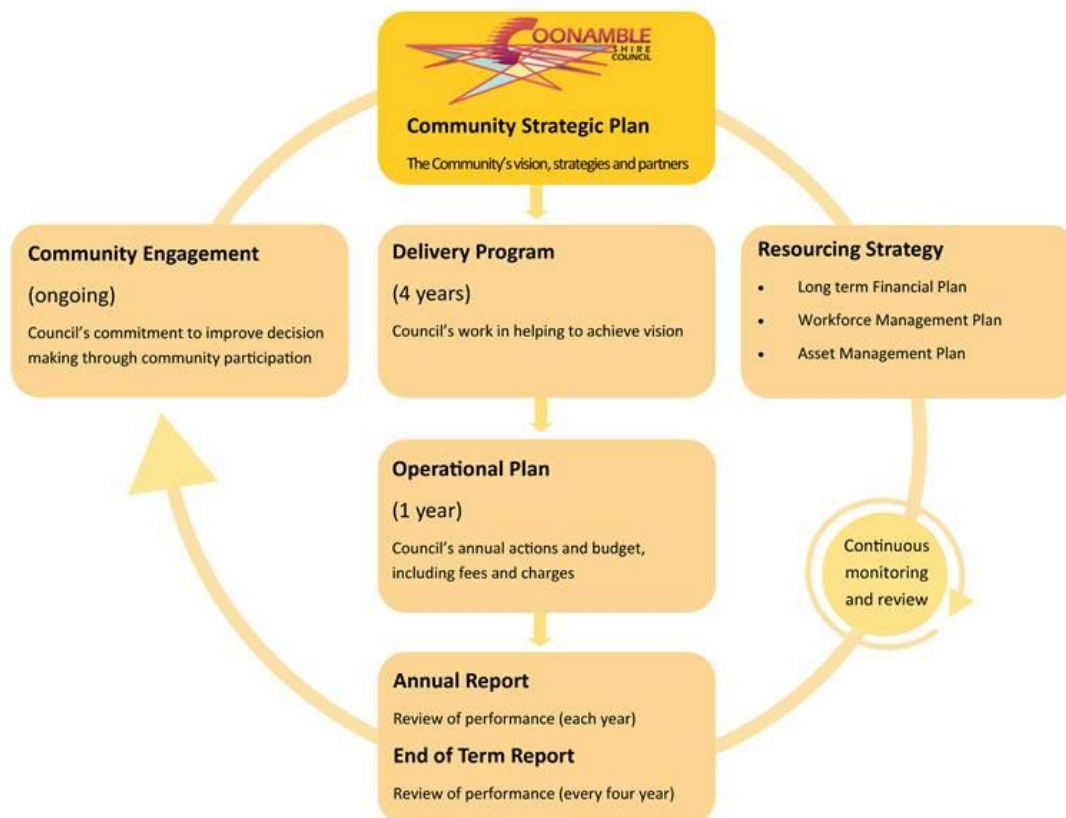 COONAMBLE
SHIRE
COUNCIL
Community Strategic Plan
The Community's vision, strategies and partners
Community Engagement
(ongoing)
Council's commitment to improve decision
making through community participation
Delivery Program
(4 years)
Council's work in helping to achieve vision
Resourcing Strategy
• Long term Financial Plan
• Workforce Management Plan
• Asset Management Plan
Operational Plan
(1 year)
Council's annual actions and budget,
including fees and charges
Continuous
monitoring
and review
Annual Report
Review of performance (each year)
End of Term Report
Review of performance (every four year)